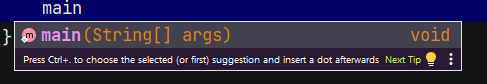 main
} m main(String[] args) void
Press Ctrl+. to choose the selected (or first) suggestion and insert a dot afterwards Next Tip